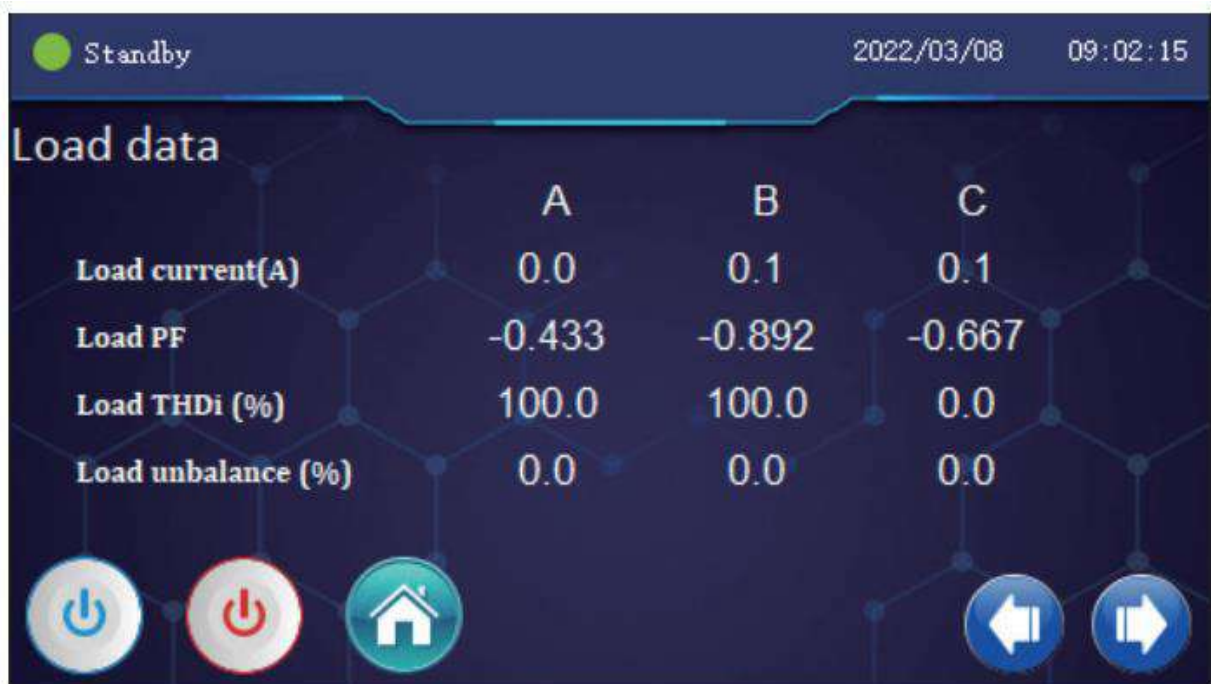 Standby 2022/03/08 09:02:15
Load data
A B C
Load current(A) 0.0 0.1 0.1
Load PF -0.433 -0.892 -0.667
Load THDi (%) 100.0 100.0 0.0
Load unbalance (%) 0.0 0.0 0.0